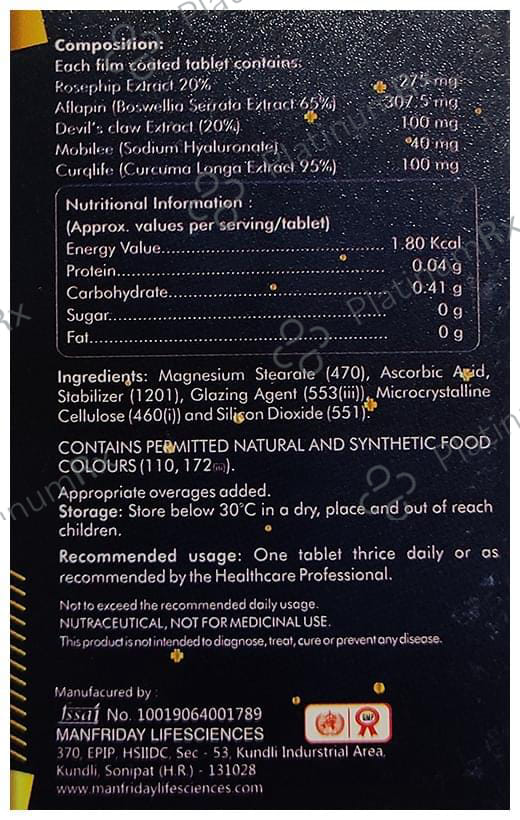 Composition:
Each film coated tablet contains:
Rosephip Extract 20% 275 mg
Aflapin (Boswellia Serrata Extract 65%) 307.5 mg
Devil's claw Extract (20%) 100 mg
Mobilee (Sodium Hyaluronate) 40 mg
Curqlife (Curcuma Longa Extract 95%) 100 mg
Nutritional Information :
(Approx. values per serving/tablet)
Energy Value.......................................... 1.80 Kcal
Protein.................................................... 0.04 g
Carbohydrate......................................... 0.41 g
Sugar...................................................... 0 g
Fat.......................................................... 0 g
Ingredients: Magnesium Stearate (470), Ascorbic Acid,
Stabilizer (1201), Glazing Agent (553(iii)), Microcrystalline
Cellulose (460(i)) and Silicon Dioxide (551).
CONTAINS PERMITTED NATURAL AND SYNTHETIC FOOD
COLOURS (110, 172(iii)).
Appropriate overages added.
Storage: Store below 30°C in a dry, place and out of reach
children.
Recommended usage: One tablet thrice daily or as
recommended by the Healthcare Professional.
Not to exceed the recommended daily usage.
NUTRACEUTICAL, NOT FOR MEDICINAL USE.
This product is not intended to diagnose, treat, cure or prevent any disease.
Manufacured by :
fssai No. 10019064001789
MANFRIDAY LIFESCIENCES
370, EPIP, HSIIDC, Sec - 53, Kundli Indurstrial Area,
Kundli, Sonipat (H.R.) - 131028
www.manfridaylifesciences.com
GMP
PlatinumRx